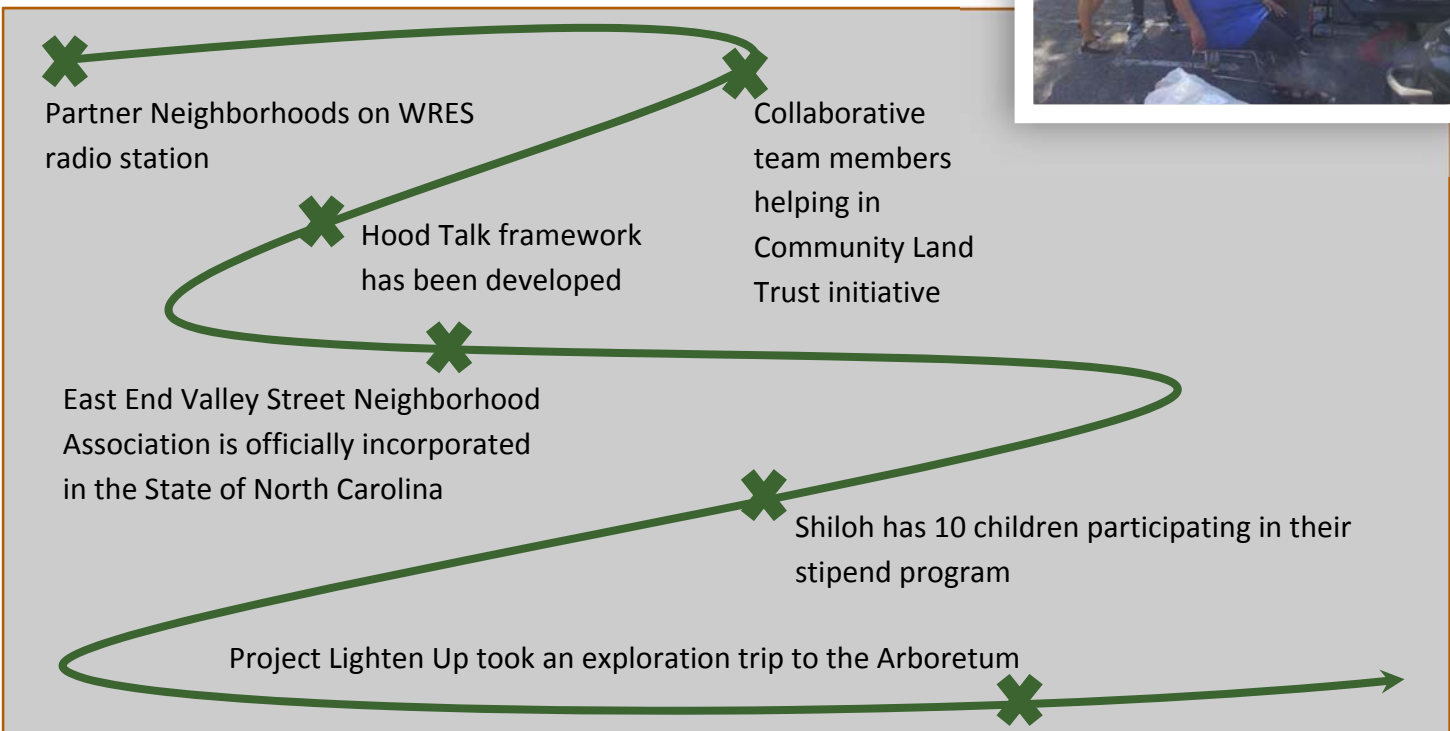 Partner Neighborhoods on WRES
radio station
Collaborative
team members
helping in
Community Land
Trust initiative
Hood Talk framework
has been developed
East End Valley Street Neighborhood
Association is officially incorporated
in the State of North Carolina
Shiloh has 10 children participating in their
stipend program
Project Lighten Up took an exploration trip to the Arboretum